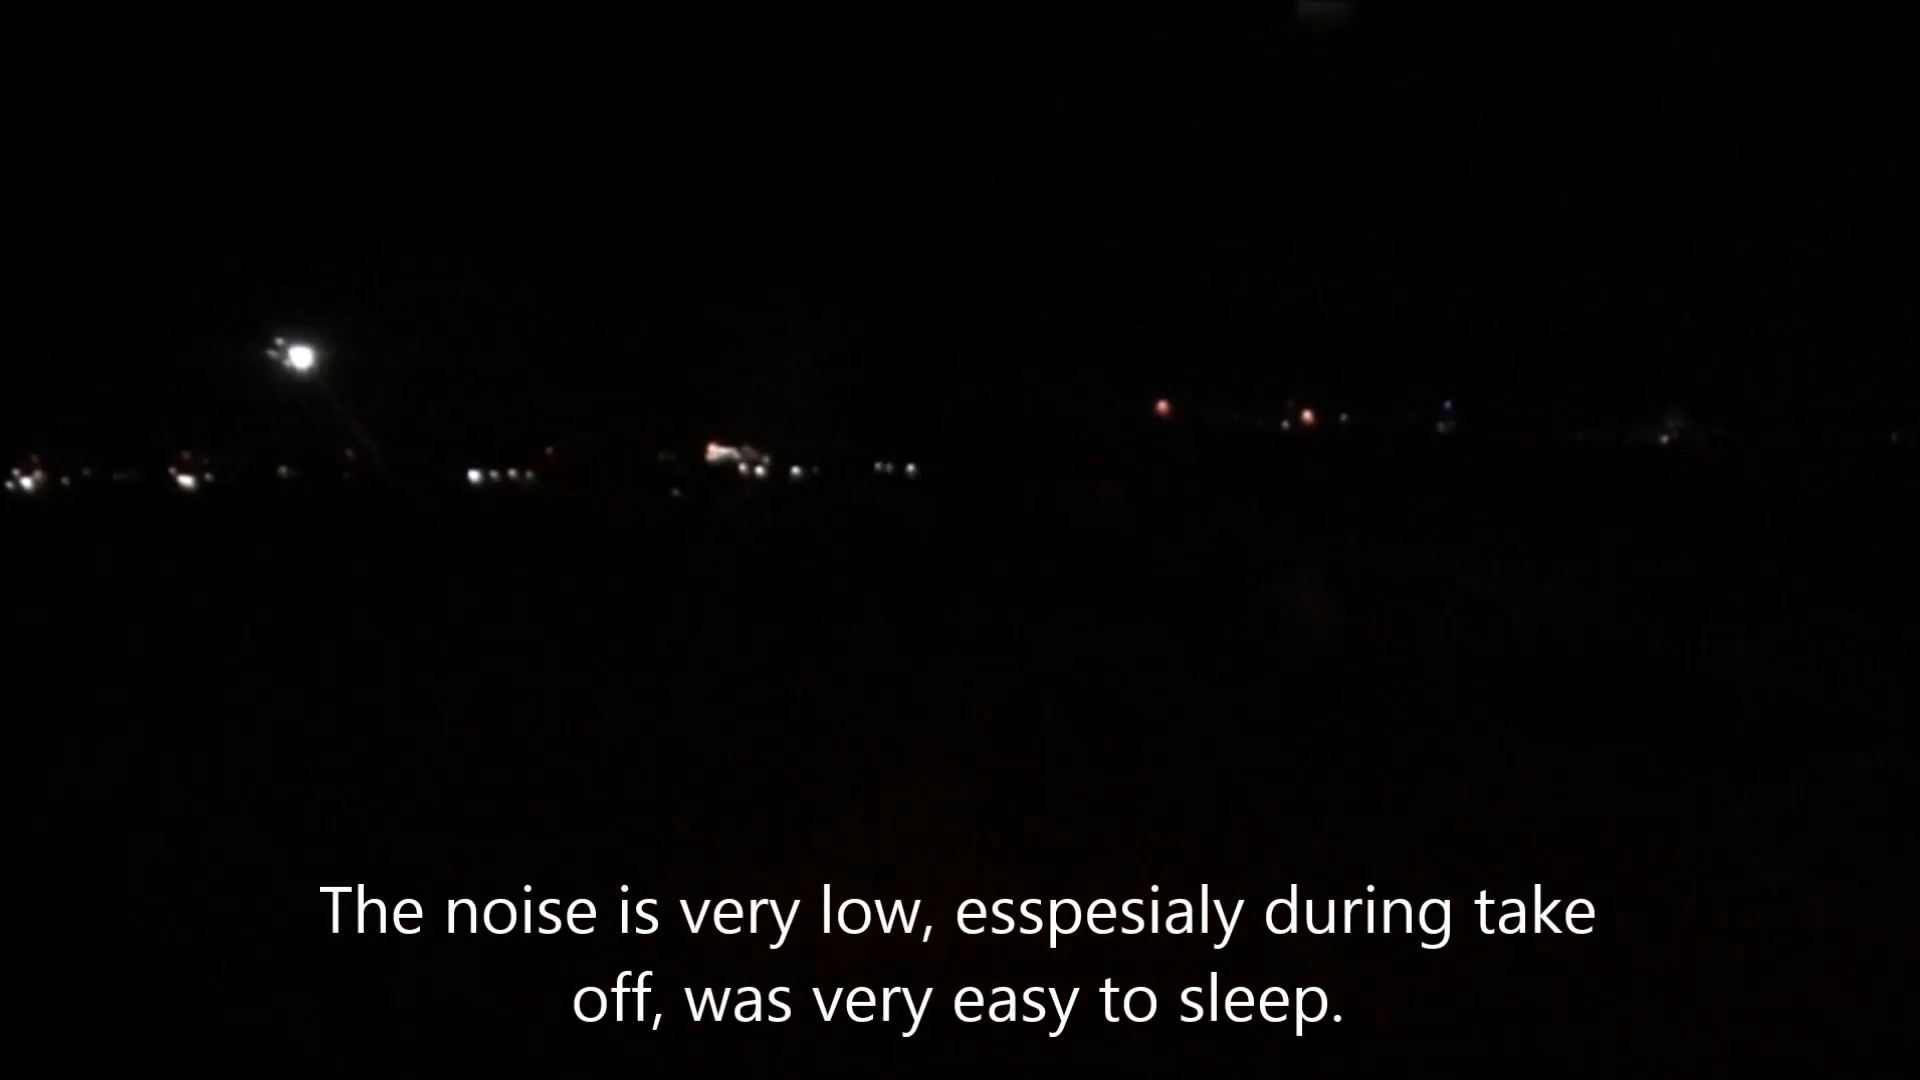 The noise is very low, esspesialy during take
off, was very easy to sleep.